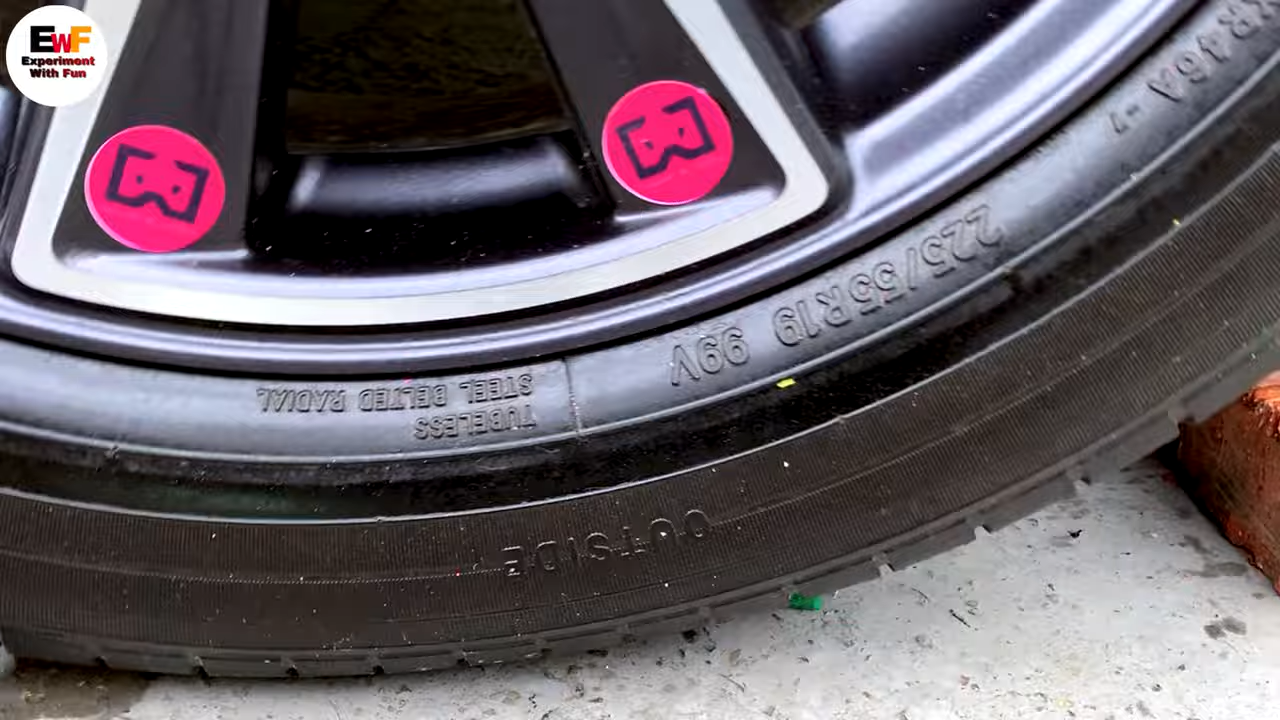 EwF
Experiment
With Fun
225/55R19 99V
TUBELESS
STEEL BELTED RADIAL
OUTSIDE